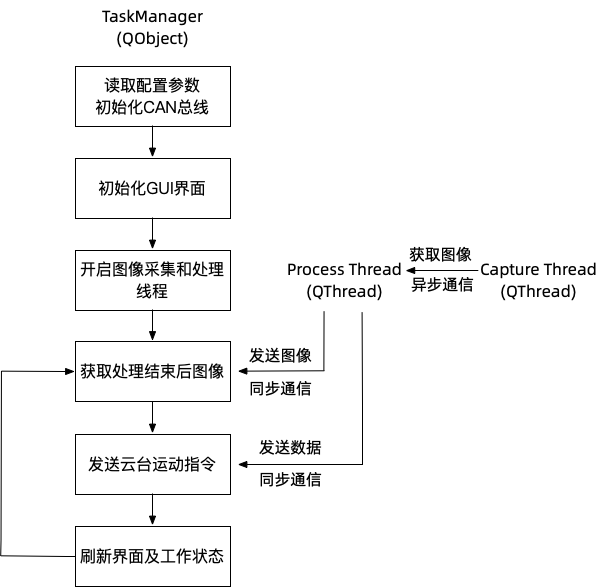 TaskManager
(QObject)
读取配置参数
初始化CAN总线
初始化GUI界面
开启图像采集和处理
线程
Process Thread
(QThread)
获取图像
异步通信
Capture Thread
(QThread)
获取处理结束后图像
发送图像
同步通信
发送云台运动指令
发送数据
同步通信
刷新界面及工作状态